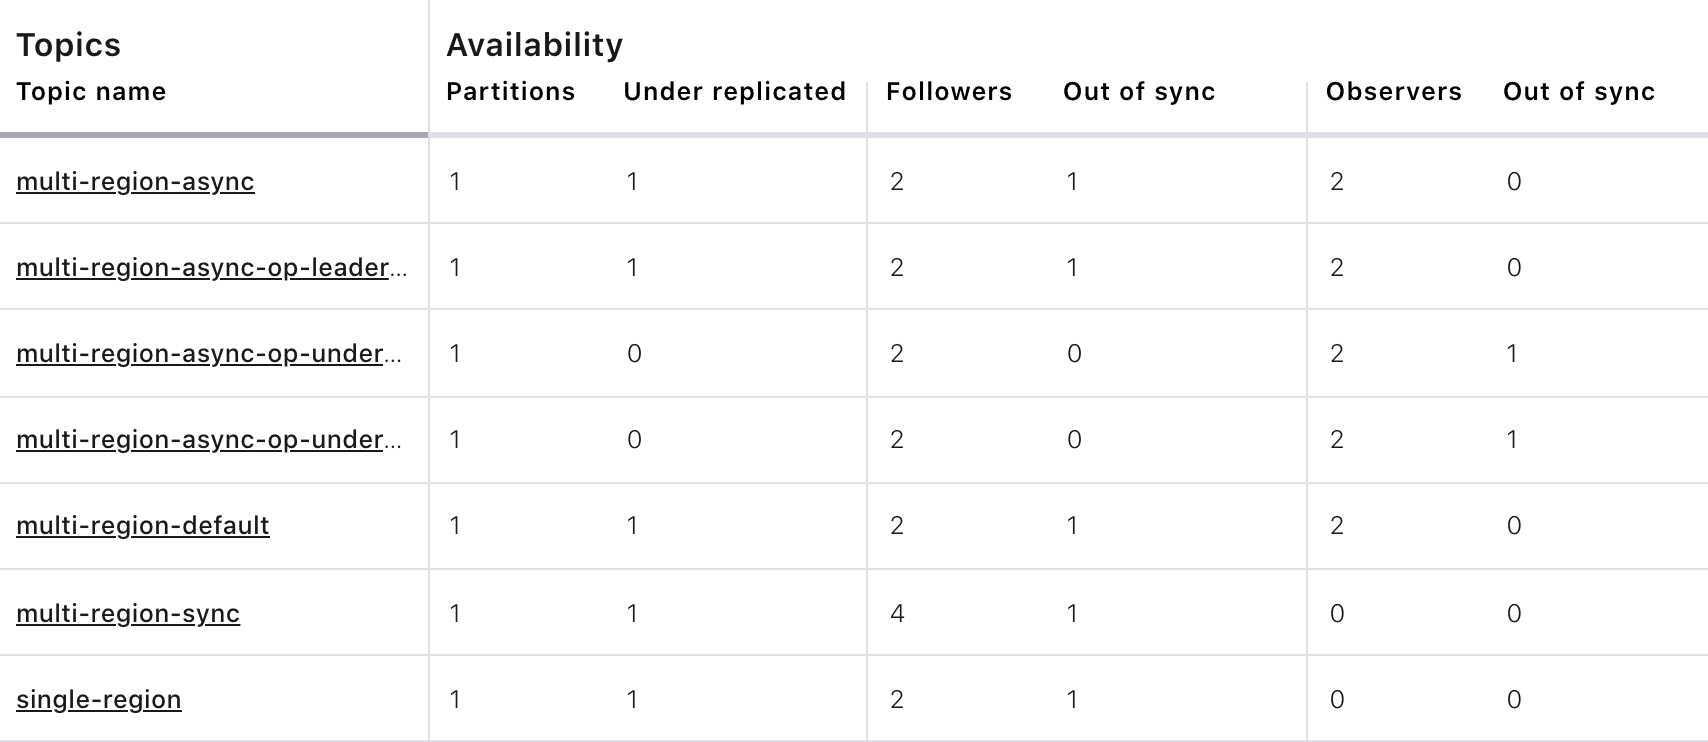 Topics Availability
Topic name Partitions Under replicated Followers Out of sync Observers Out of sync
multi-region-async 1 1 2 1 2 0
multi-region-async-op-leader... 1 1 2 1 2 0
multi-region-async-op-under... 1 0 2 0 2 1
multi-region-async-op-under... 1 0 2 0 2 1
multi-region-default 1 1 2 1 2 0
multi-region-sync 1 1 4 1 0 0
single-region 1 1 2 1 0 0